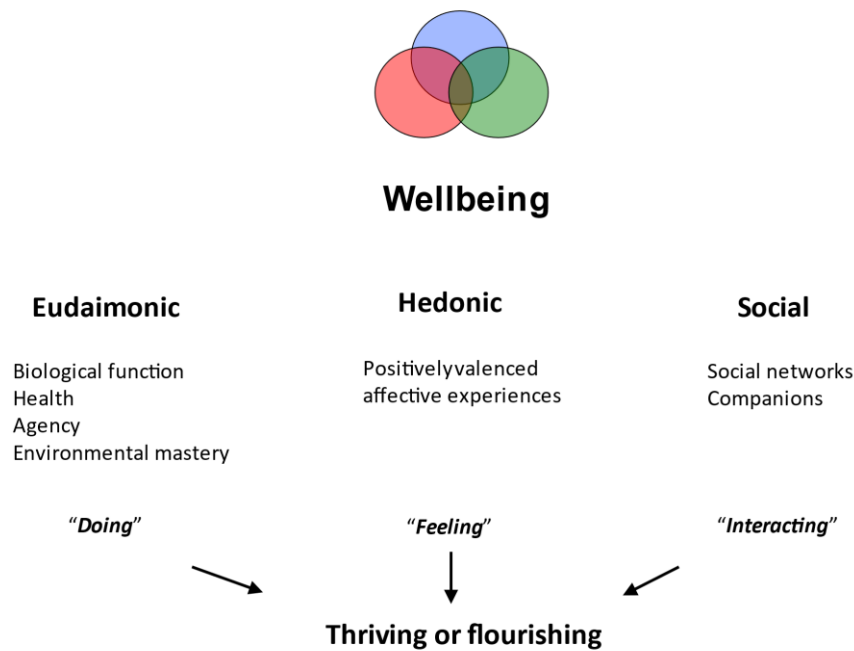 Wellbeing
Eudaimonic
Biological function
Health
Agency
Environmental mastery
“Doing”
Hedonic
Positivelyvalenced
affective experiences
“Feeling”
Social
Social networks
Companions
“Interacting”
Thriving or flourishing